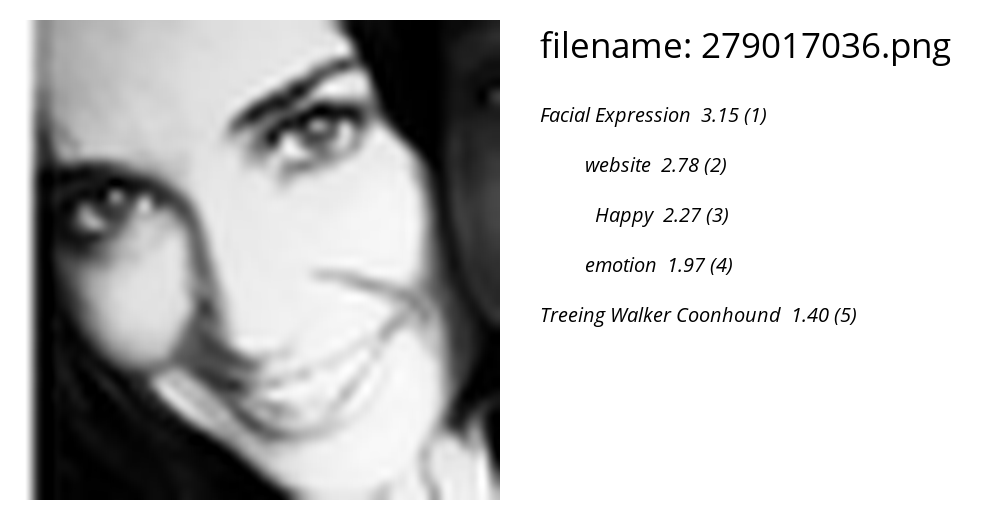 filename: 279017036.png
Facial Expression 3.15 (1)
website 2.78 (2)
Happy 2.27 (3)
emotion 1.97 (4)
Treeing Walker Coonhound 1.40 (5)